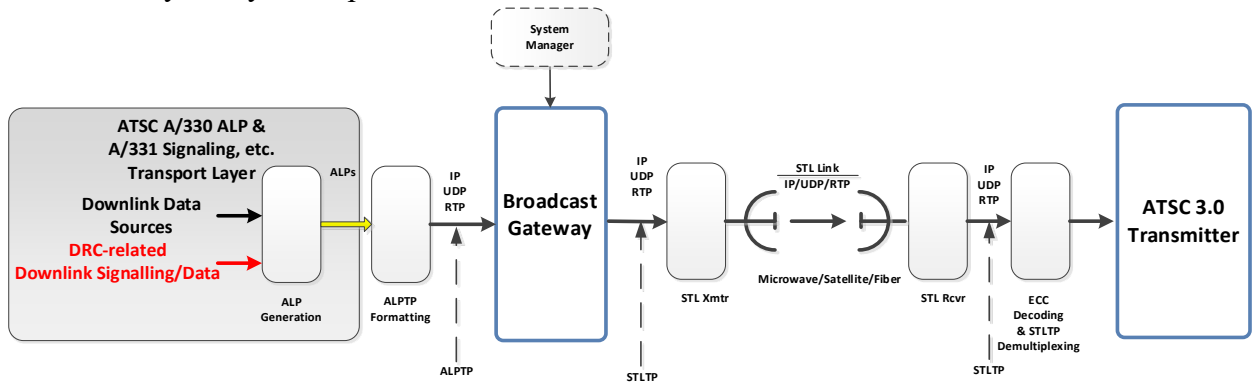 System
Manager
ATSC A/330 ALP &
A/331 Signaling, etc.
Transport Layer
ALPs
Downlink Data
Sources
DRC-related
Downlink Signalling/Data
ALP
Generation
ALPTP
Formatting
IP
UDP
RTP
ALPTP
Broadcast
Gateway
IP
UDP
RTP
STLTP
STL Xmtr
STL Link
IP/UDP/RTP
Microwave/Satellite/Fiber
STL Rcvr
IP
UDP
RTP
STLTP
ECC
Decoding
& STLTP
Demultiplexing
ATSC 3.0
Transmitter